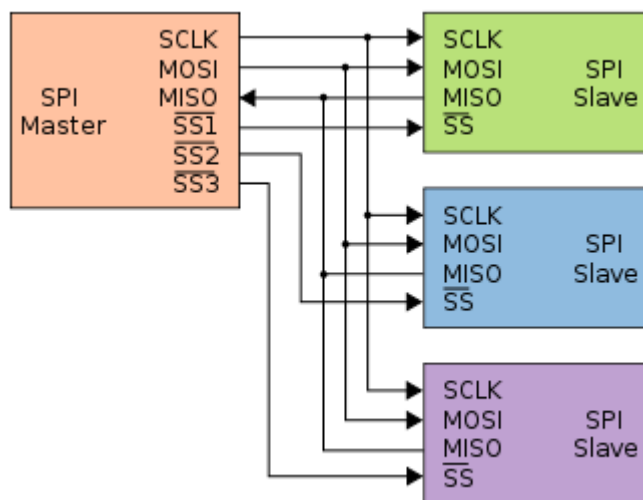 SPI
Master
SCLK
MOSI
MISO
SS1
SS2
SS3
SCLK
MOSI
MISO
SS
SPI
Slave
SCLK
MOSI
MISO
SS
SPI
Slave
SCLK
MOSI
MISO
SS
SPI
Slave